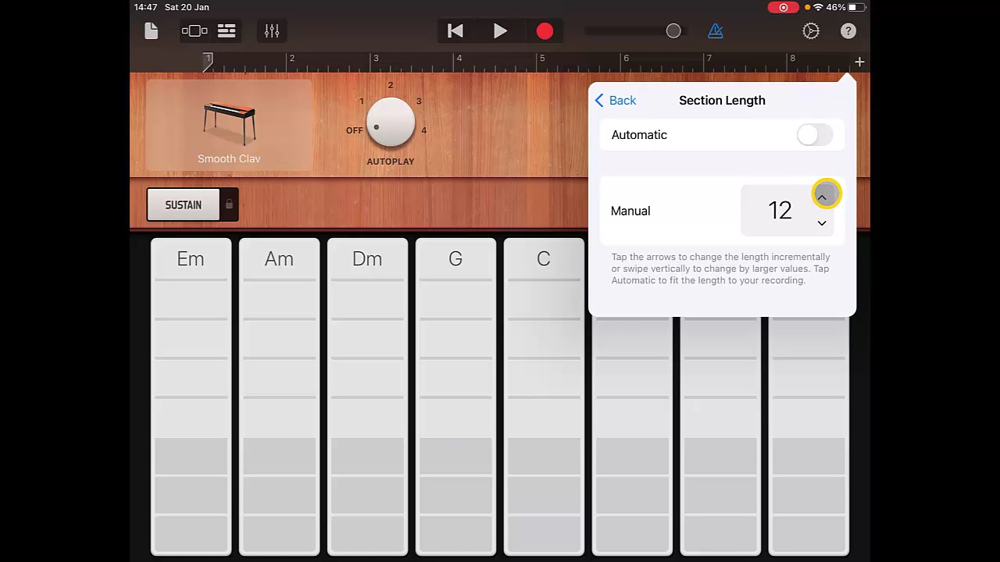 14:47 Sat 20 Jan
46%
1 2 3 4 5 6 7 8
Back Section Length
Automatic
Manual 12
Tap the arrows to change the length incrementally
or swipe vertically to change by larger values. Tap
Automatic to fit the length to your recording.
Smooth Clav
OFF 1 2 3 4
AUTOPLAY
SUSTAIN
Em Am Dm G C